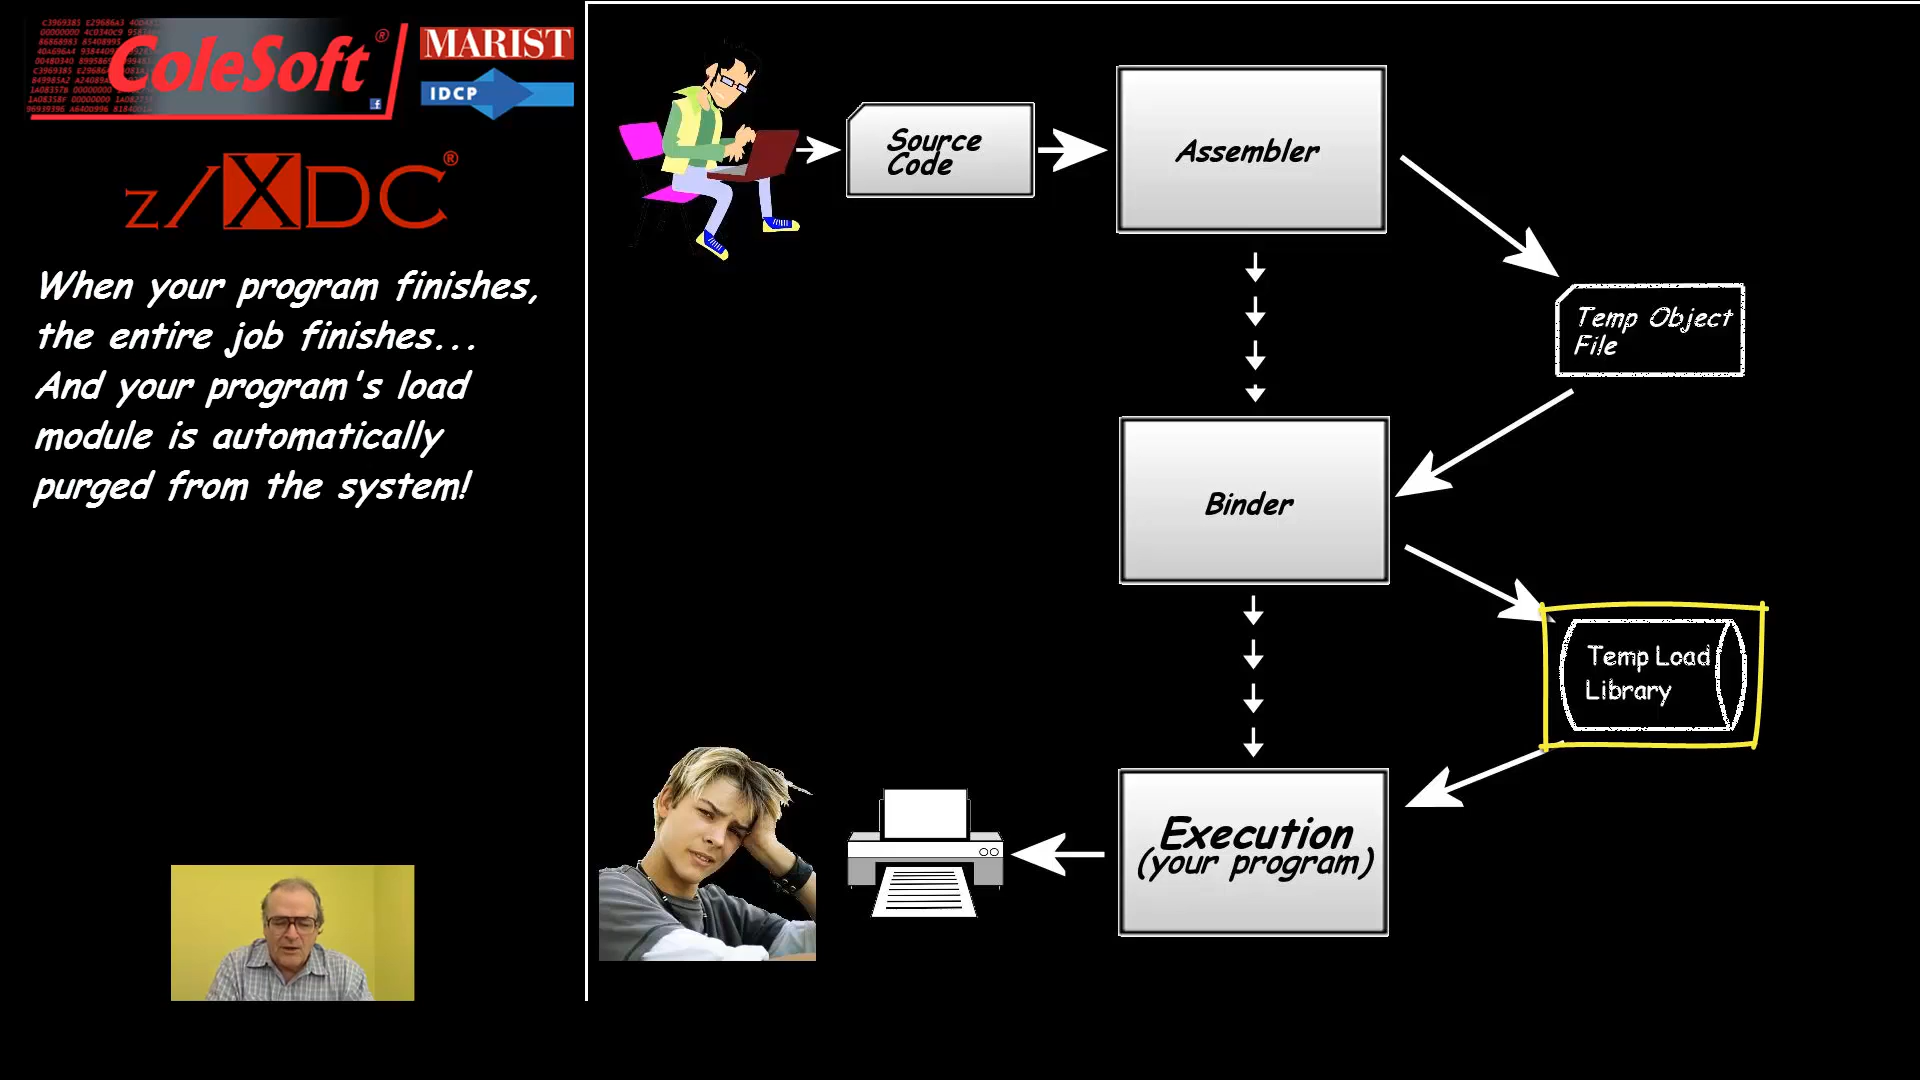 ColeSoft®
MARIST
IDCP
z/XDC®
When your program finishes,
the entire job finishes...
And your program's load
module is automatically
purged from the system!
Source
Code
Assembler
Temp Object
File
Binder
Temp Load
Library
Execution
(your program)